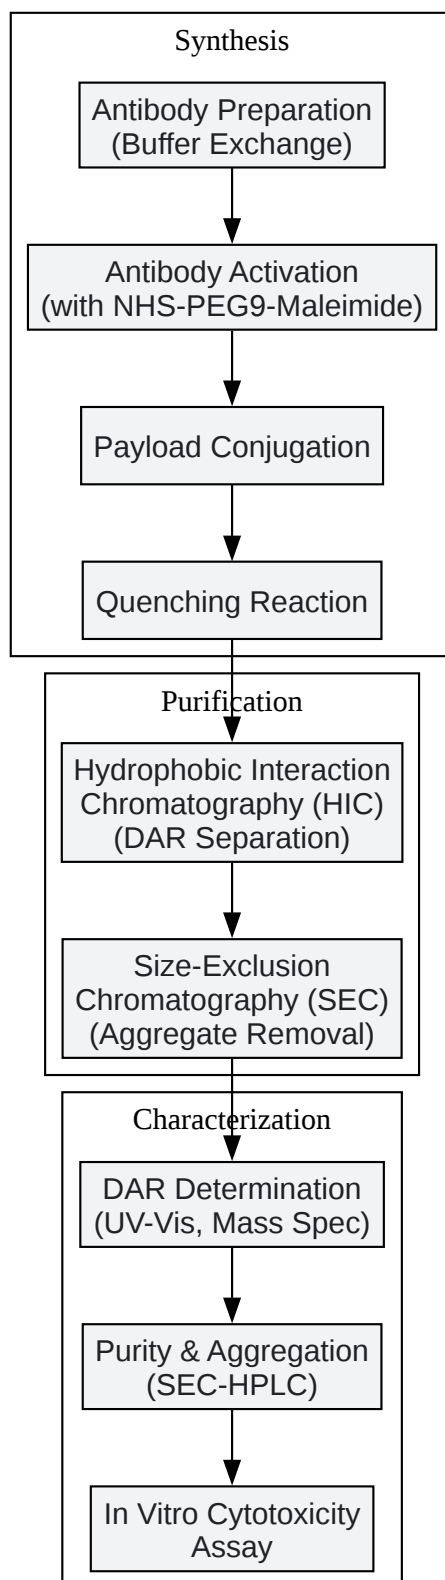 Synthesis
Antibody Preparation
(Buffer Exchange)
Antibody Activation
(with NHS-PEG9-Maleimide)
Payload Conjugation
Quenching Reaction
Purification
Hydrophobic Interaction
Chromatography (HIC)
(DAR Separation)
Size-Exclusion
Chromatography (SEC)
(Aggregate Removal)
Characterization
DAR Determination
(UV-Vis, Mass Spec)
Purity & Aggregation
(SEC-HPLC)
In Vitro Cytotoxicity
Assay